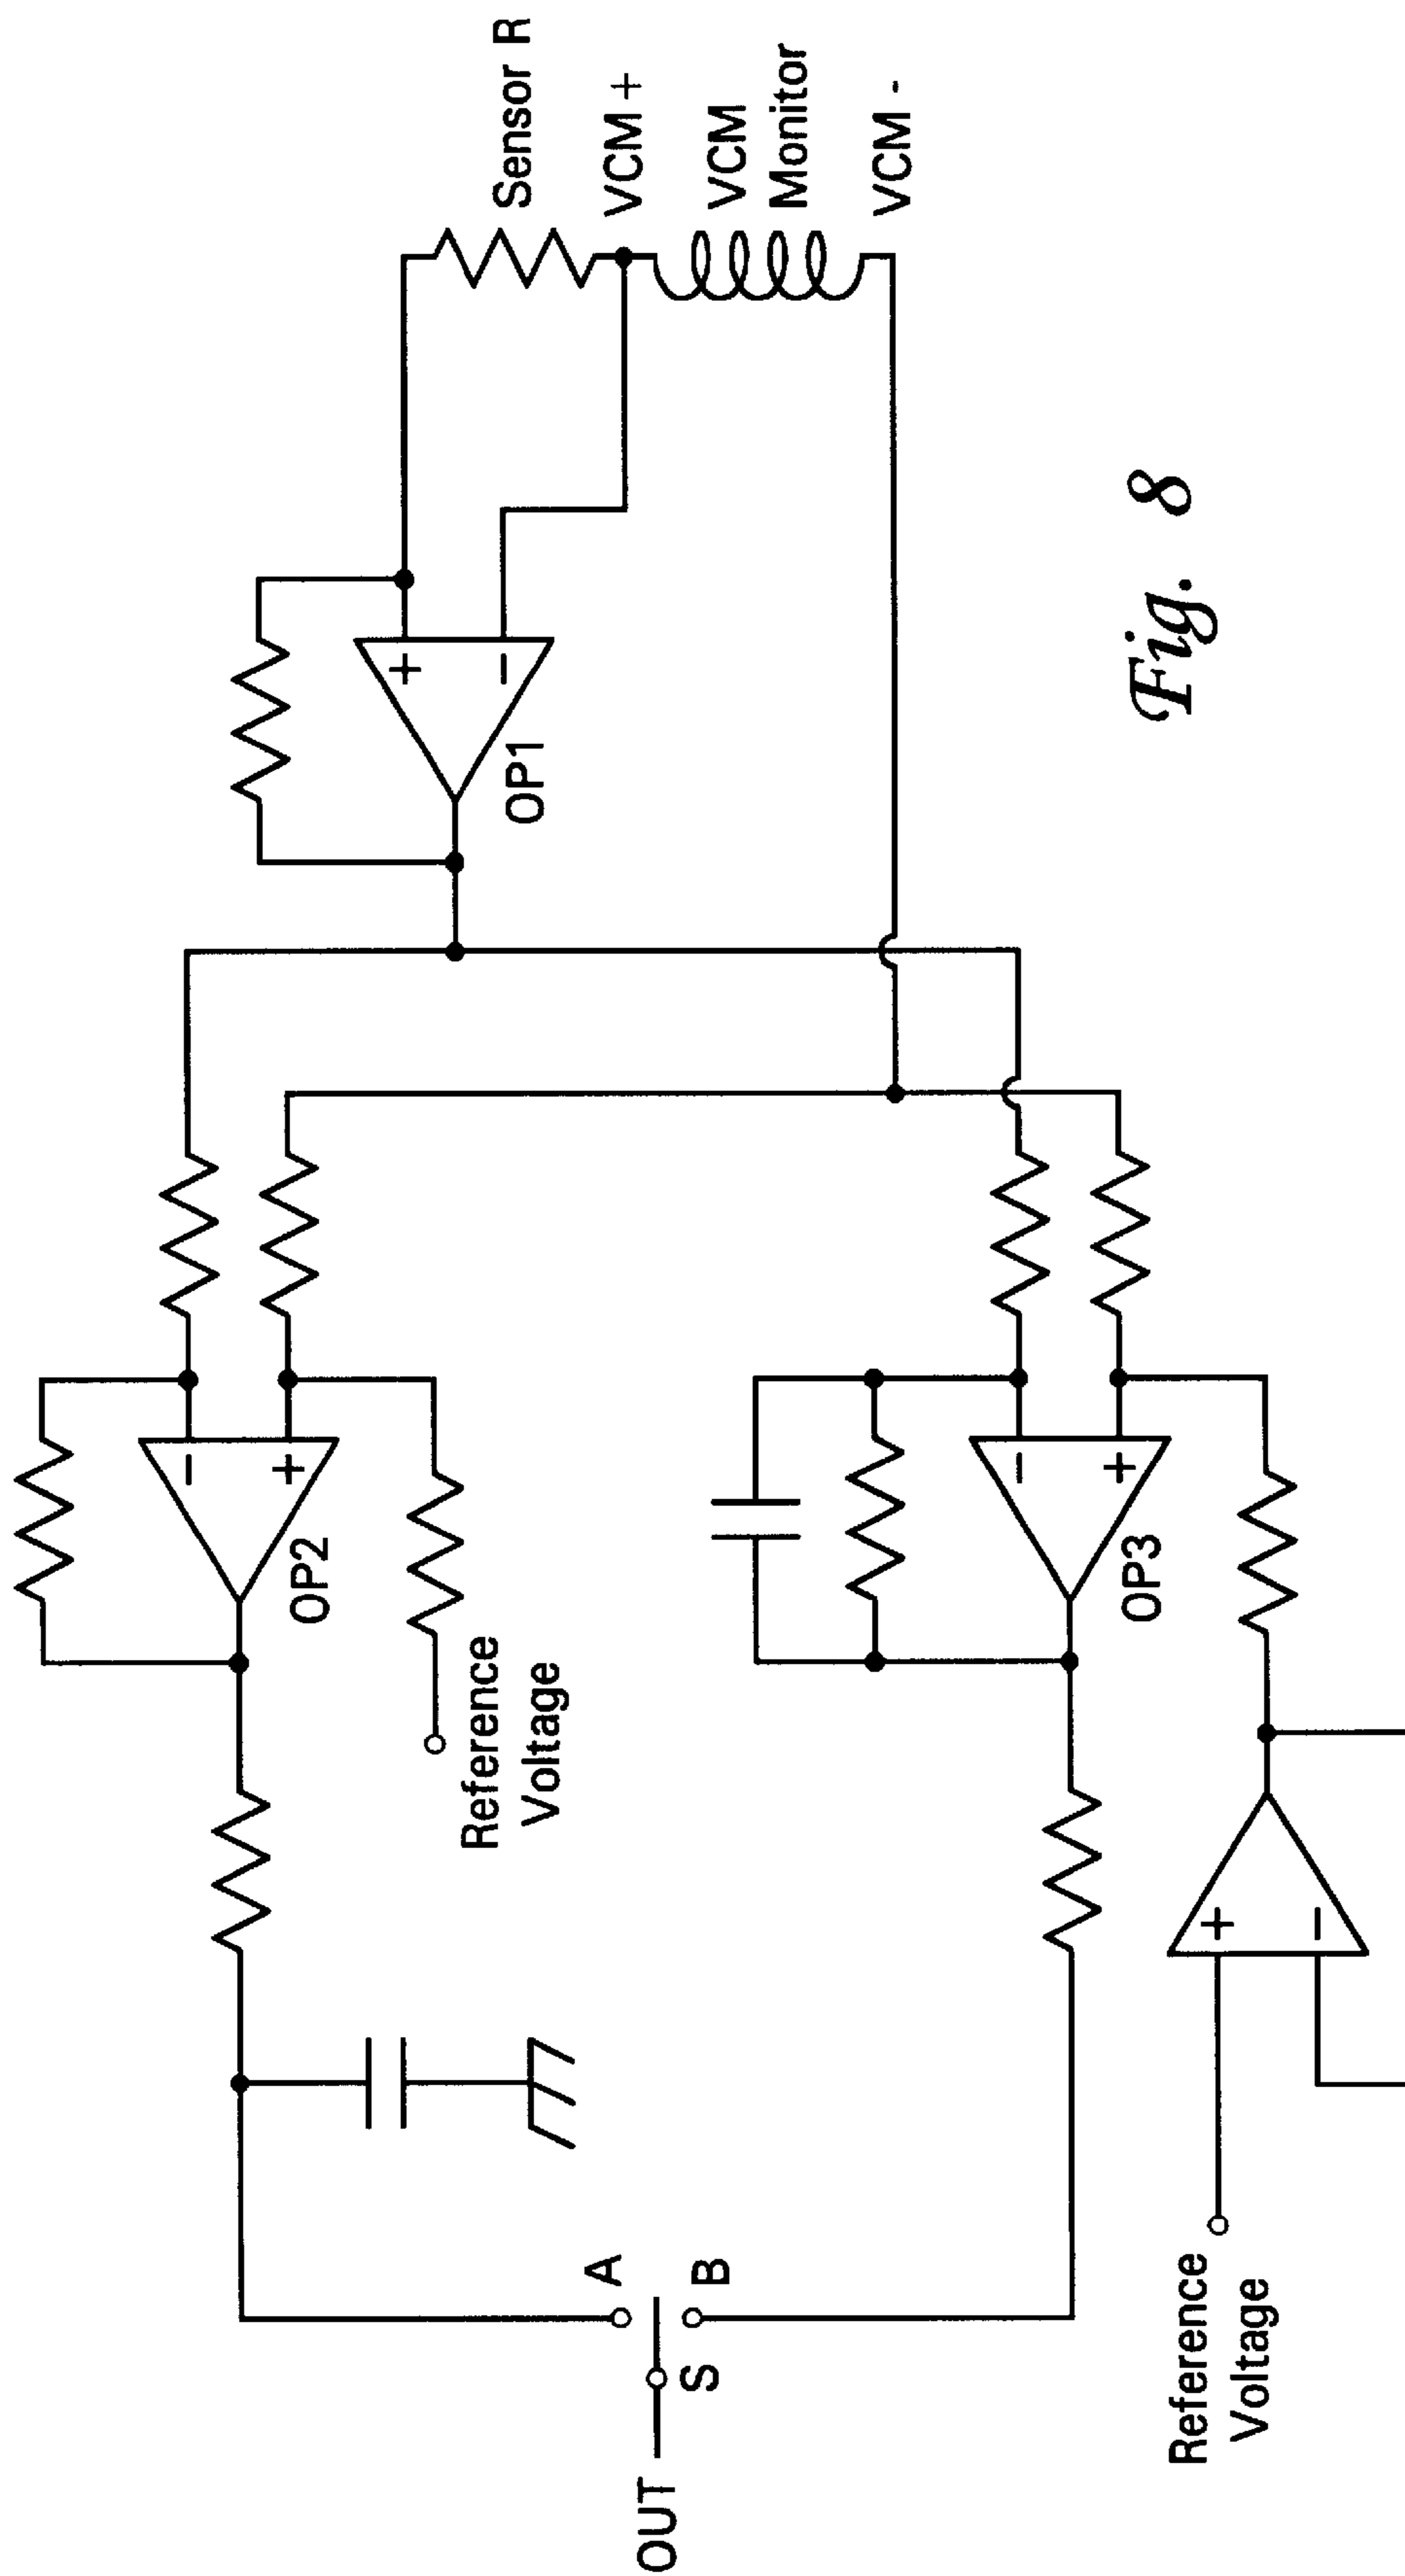 Sensor R
VCM +
VCM
Monitor
VCM -
+
-
OP1
-
+
OP2
Reference
Voltage
-
+
OP3
+
-
Reference
Voltage
A
B
S
OUT
Fig. 8